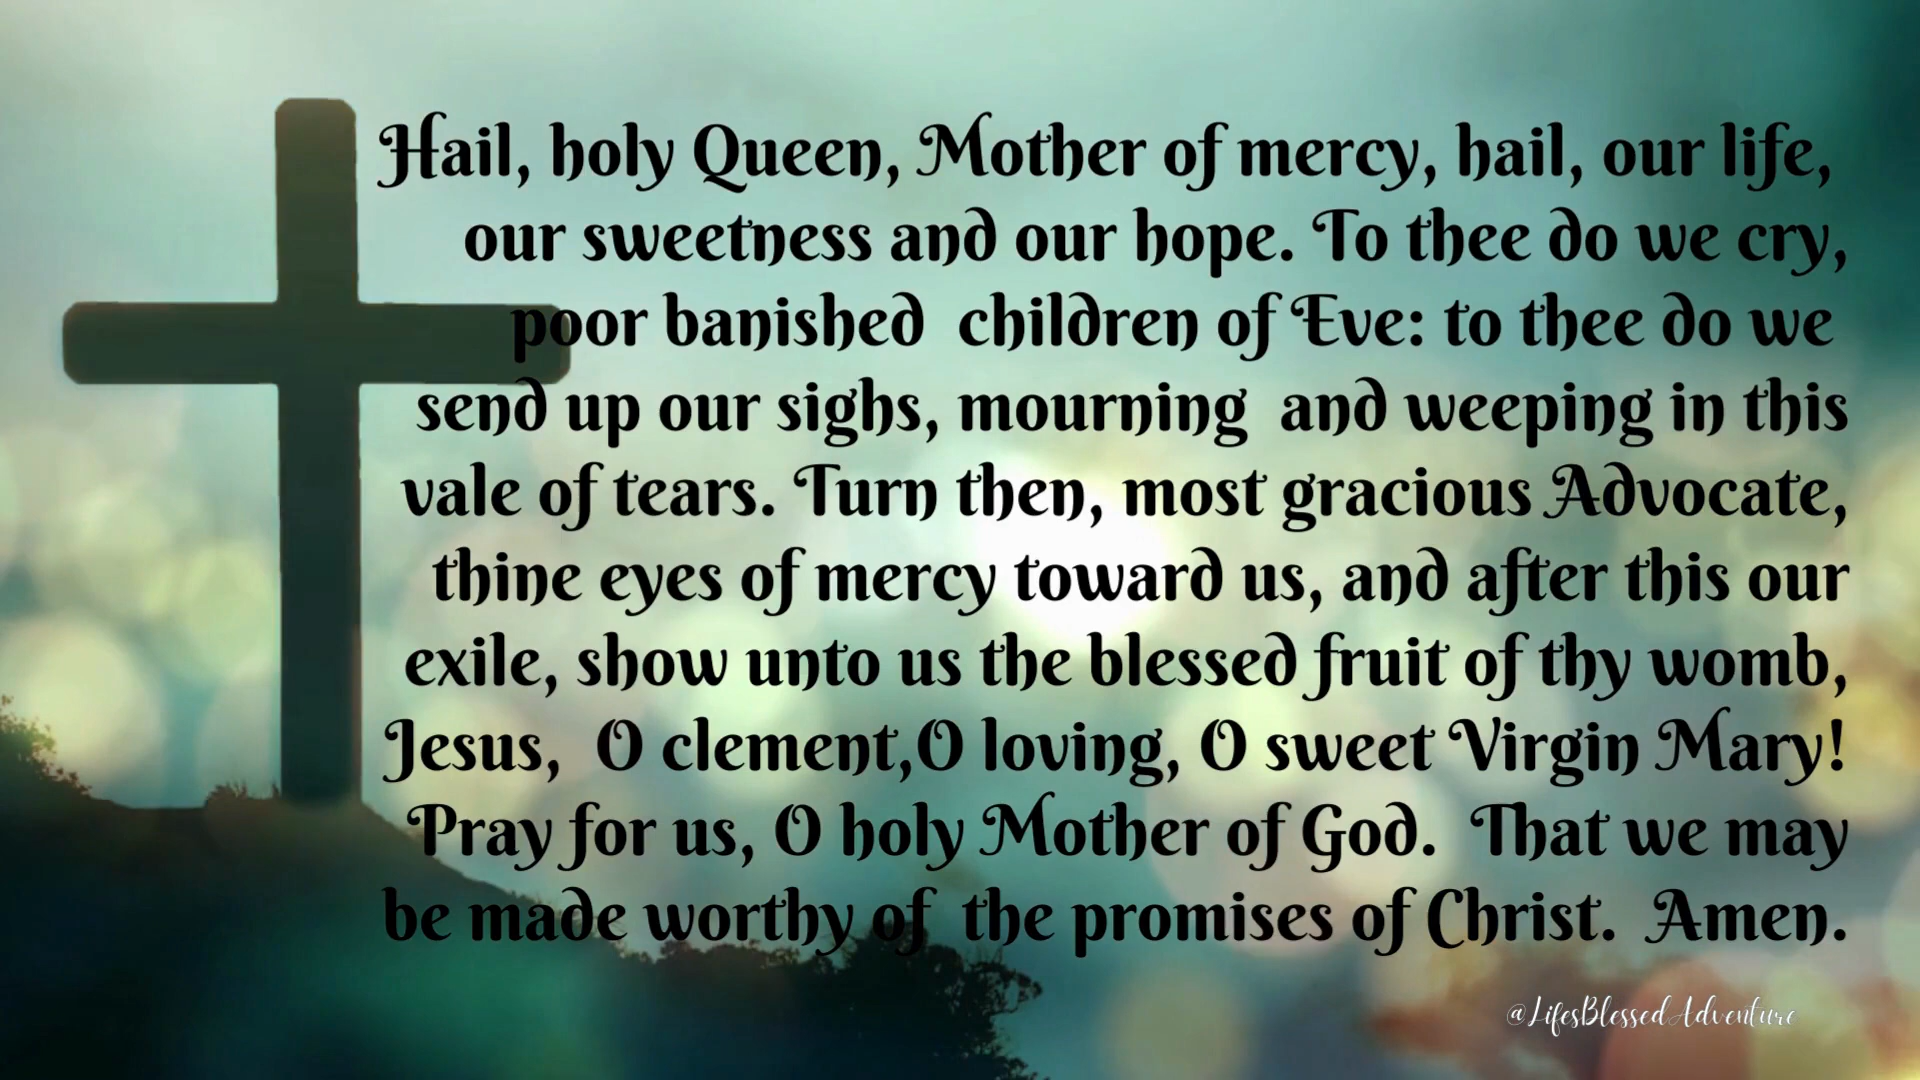 Hail, holy Queen, Mother of mercy, hail, our life,
our sweetness and our hope. To thee do we cry,
poor banished children of Eve: to thee do we
send up our sighs, mourning and weeping in this
vale of tears. Turn then, most gracious Advocate,
thine eyes of mercy toward us, and after this our
exile, show unto us the blessed fruit of thy womb,
Jesus, O clement,O loving, O sweet Virgin Mary!
Pray for us, O holy Mother of God. That we may
be made worthy of the promises of Christ. Amen.
@LifesBlessedAdventure